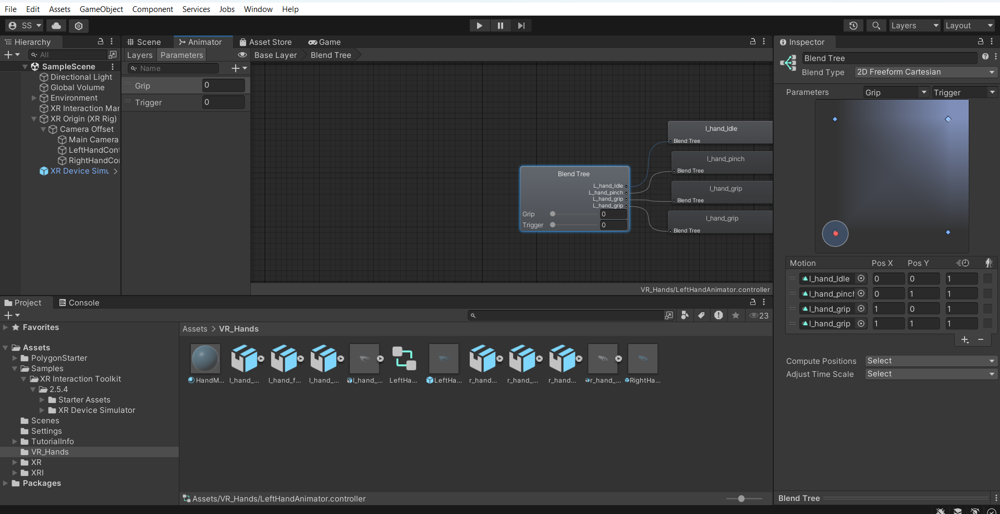 File Edit Assets GameObject Component Services Jobs Window Help
SS
Layers Layout
Hierarchy
All
SampleScene
Directional Light
Global Volume
Environment
XR Interaction Mar
XR Origin (XR Rig)
Camera Offset
Main Camera
LeftHandCont
RightHandCor
XR Device Simu
Scene Animator Asset Store Game
Layers Parameters
Base Layer Blend Tree
Name
Grip 0
Trigger 0
Blend Tree
L_hand_Idle
L_hand_pinch
L_hand_grip
L_hand_grip
Grip 0
Trigger 0
l_hand_Idle
Blend Tree
l_hand_pinch
Blend Tree
l_hand_grip
Blend Tree
l_hand_grip
Blend Tree
VR_Hands/LeftHandAnimator.controller
Inspector
Blend Tree
Blend Type 2D Freeform Cartesian
Parameters Grip Trigger
Motion Pos X Pos Y
l_hand_Idle 0 0 1
l_hand_pinch 0 1 1
l_hand_grip 1 0 1
l_hand_grip 1 1 1
Compute Positions Select
Adjust Time Scale Select
Blend Tree
Project Console
23
Favorites
Assets
PolygonStarter
Samples
XR Interaction Toolkit
2.5.4
Starter Assets
XR Device Simulator
Scenes
Settings
TutorialInfo
VR_Hands
XR
XRI
Packages
Assets > VR_Hands
HandM... l_hand_... l_hand_f... l_hand_... l_hand_... LeftHa... LeftHa... r_hand... r_hand_... r_hand... r_hand_... RightHa...
Assets/VR_Hands/LeftHandAnimator.controller